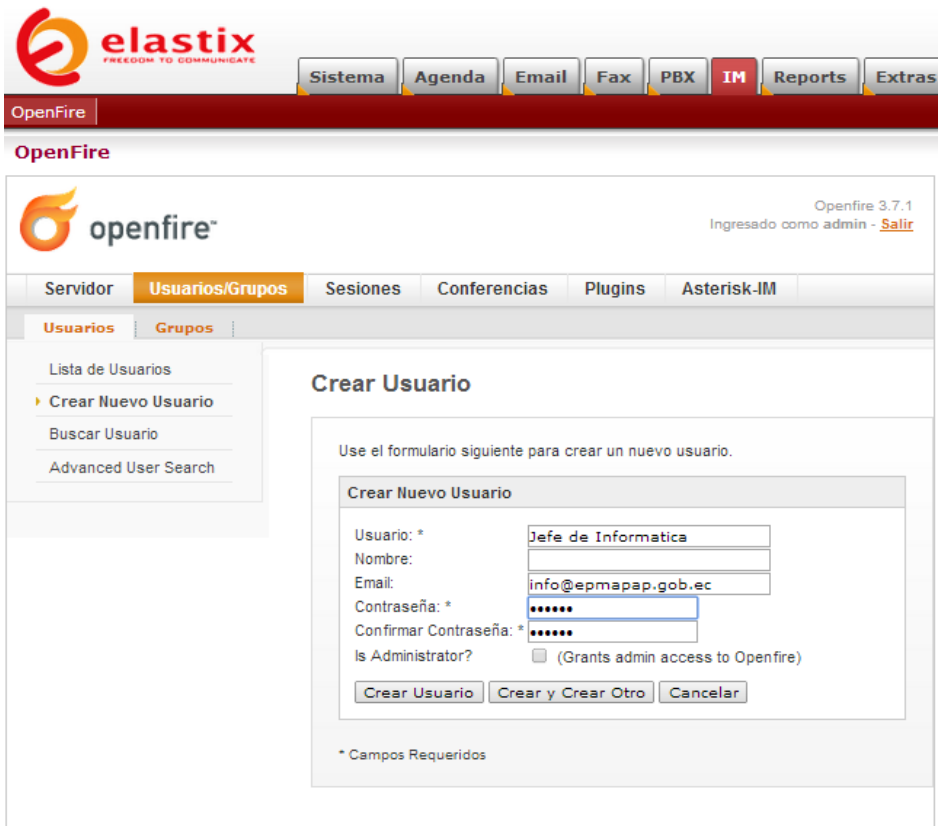 elastix
FREEDOM TO COMMUNICATE
Sistema Agenda Email Fax PBX IM Reports Extras
OpenFire
OpenFire
openfire™
Openfire 3.7.1
Ingresado como admin - Salir
Servidor Usuarios/Grupos Sesiones Conferencias Plugins Asterisk-IM
Usuarios Grupos
Lista de Usuarios
Crear Nuevo Usuario
Buscar Usuario
Advanced User Search
Crear Usuario
Use el formulario siguiente para crear un nuevo usuario.
Crear Nuevo Usuario
Usuario: * Jefe de Informatica
Nombre:
Email: info@epmapap.gob.ec
Contraseña: * ••••••
Confirmar Contraseña: * ••••••
Is Administrator? (Grants admin access to Openfire)
Crear Usuario Crear y Crear Otro Cancelar
* Campos Requeridos